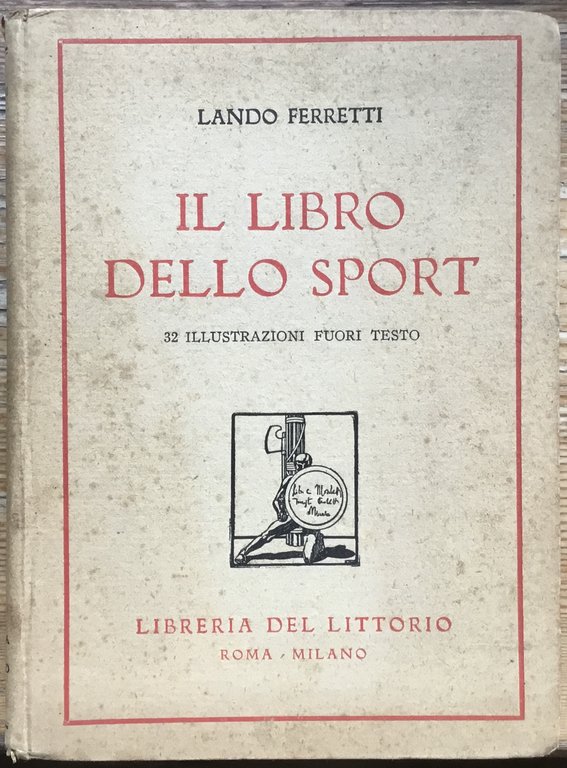 LANDO FERRETTI
IL LIBRO
DELLO SPORT
32 ILLUSTRAZIONI FUORI TESTO
LIBRERIA DEL LITTORIO
ROMA - MILANO